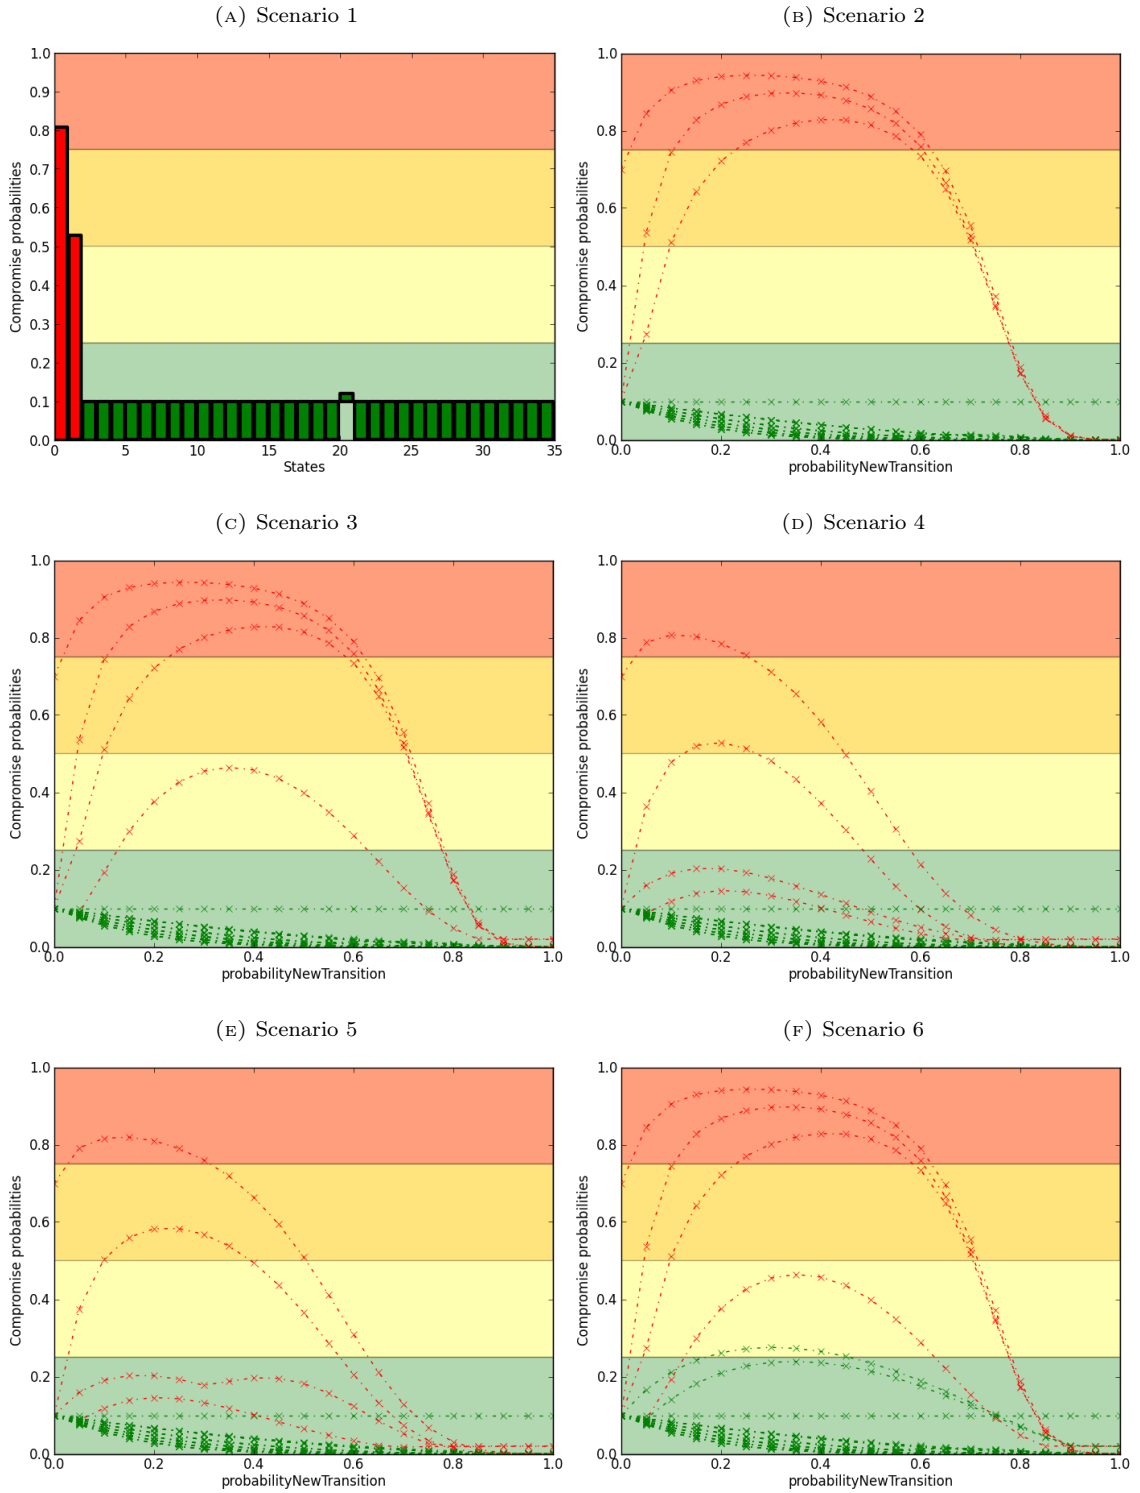 (A) Scenario 1
(B) Scenario 2
1.0
0.9
0.8
0.7
0.6
0.5
0.4
0.3
0.2
0.1
0.0
Compromise probabilities
0 5 10 15 20 25 30 35
States
1.0
0.8
0.6
0.4
0.2
0.0
Compromise probabilities
0.0 0.2 0.4 0.6 0.8 1.0
probabilityNewTransition
(C) Scenario 3
(D) Scenario 4
1.0
0.8
0.6
0.4
0.2
0.0
Compromise probabilities
0.0 0.2 0.4 0.6 0.8 1.0
probabilityNewTransition
1.0
0.8
0.6
0.4
0.2
0.0
Compromise probabilities
0.0 0.2 0.4 0.6 0.8 1.0
probabilityNewTransition
(E) Scenario 5
(F) Scenario 6
1.0
0.8
0.6
0.4
0.2
0.0
Compromise probabilities
0.0 0.2 0.4 0.6 0.8 1.0
probabilityNewTransition
1.0
0.8
0.6
0.4
0.2
0.0
Compromise probabilities
0.0 0.2 0.4 0.6 0.8 1.0
probabilityNewTransition